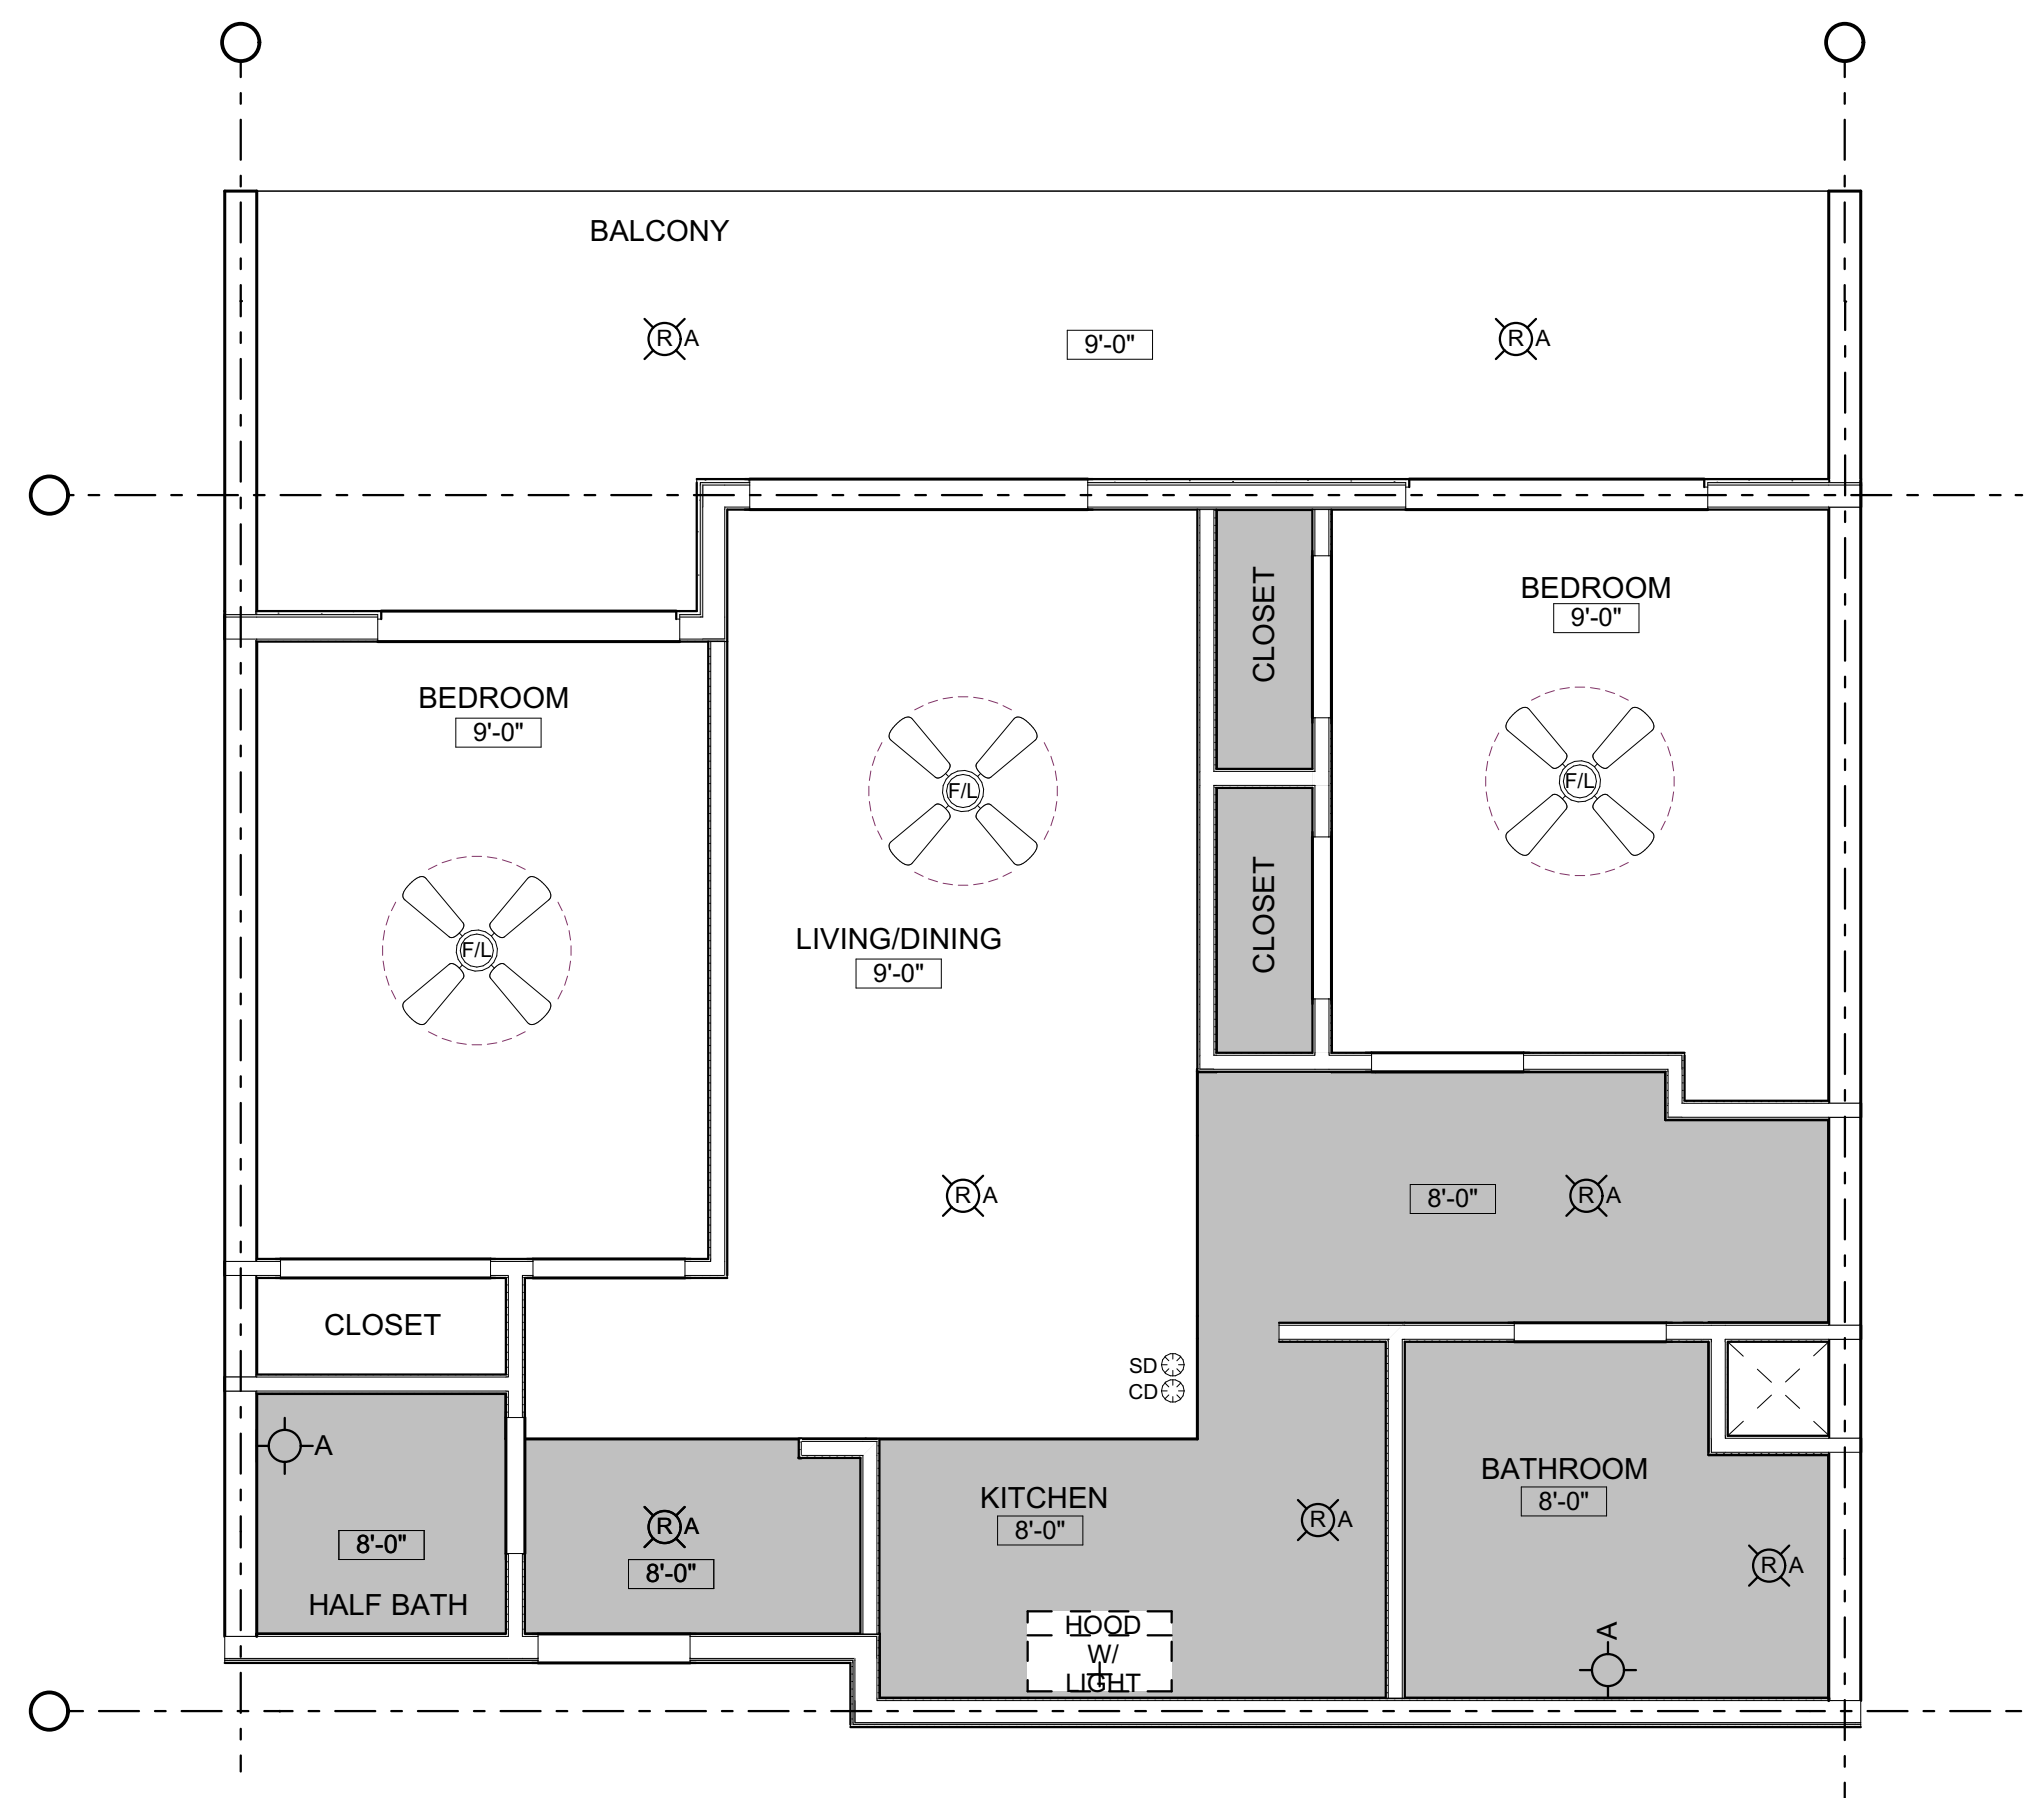 BALCONY
R A
9'-0"
R A
BEDROOM
9'-0"
F/L
LIVING/DINING
9'-0"
F/L
CLOSET
CLOSET
BEDROOM
9'-0"
F/L
R A
8'-0"
R A
CLOSET
SD
CD
A
8'-0"
HALF BATH
R A
8'-0"
KITCHEN
8'-0"
R A
HOOD
W/
LIGHT
BATHROOM
8'-0"
R A
A